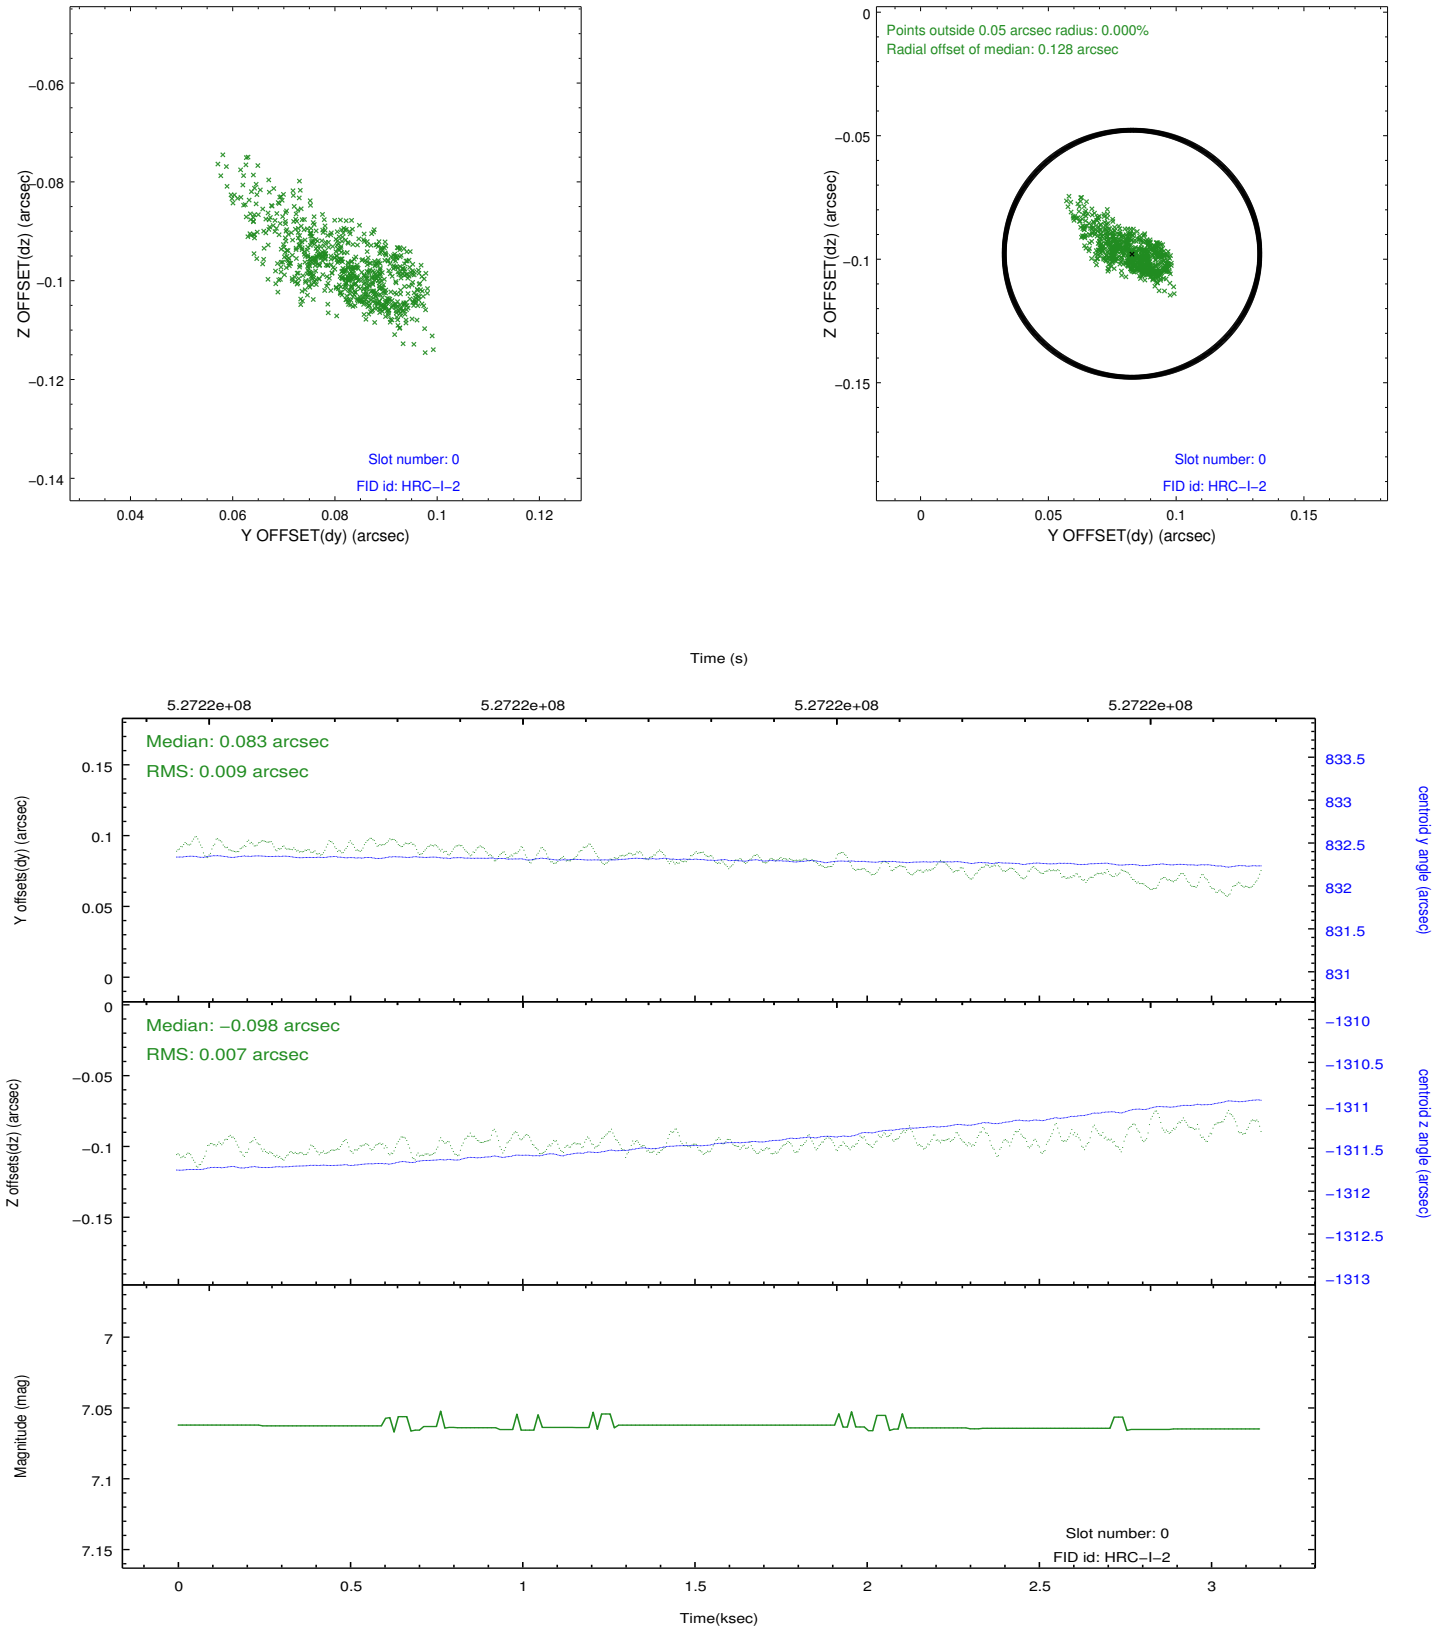 −0.06
−0.08
−0.1
−0.12
−0.14
Z OFFSET(dz) (arcsec)
Slot number: 0
FID id: HRC−I−2
0.04 0.06 0.08 0.1 0.12
Y OFFSET(dy) (arcsec)
Points outside 0.05 arcsec radius: 0.000%
Radial offset of median: 0.128 arcsec
0
−0.05
−0.1
−0.15
Z OFFSET(dz) (arcsec)
Slot number: 0
FID id: HRC−I−2
0 0.05 0.1 0.15
Y OFFSET(dy) (arcsec)
Time (s)
5.2722e+08 5.2722e+08 5.2722e+08 5.2722e+08
Median: 0.083 arcsec
RMS: 0.009 arcsec
0.15
0.1
0.05
0
Y offsets(dy) (arcsec)
833.5
833
832.5
832
831.5
831
centroid y angle (arcsec)
Median: −0.098 arcsec
RMS: 0.007 arcsec
0
−0.05
−0.1
−0.15
Z offsets(dz) (arcsec)
−1310
−1310.5
−1311
−1311.5
−1312
−1312.5
−1313
centroid z angle (arcsec)
7
7.05
7.1
7.15
Magnitude (mag)
Slot number: 0
FID id: HRC−I−2
0 0.5 1 1.5 2 2.5 3
Time(ksec)